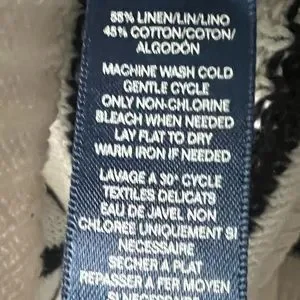 55% LINEN/LIN/LINO
45% COTTON/COTON/
ALGODÓN
MACHINE WASH COLD
GENTLE CYCLE
ONLY NON-CHLORINE
BLEACH WHEN NEEDED
LAY FLAT TO DRY
WARM IRON IF NEEDED
LAVAGE A 30° CYCLE
TEXTILES DELICATS
EAU DE JAVEL NON
CHLOREE UNIQUEMENT SI
NECESSAIRE
SECHER A PLAT
REPASSER A FER MOYEN
SI NECESSAIRE